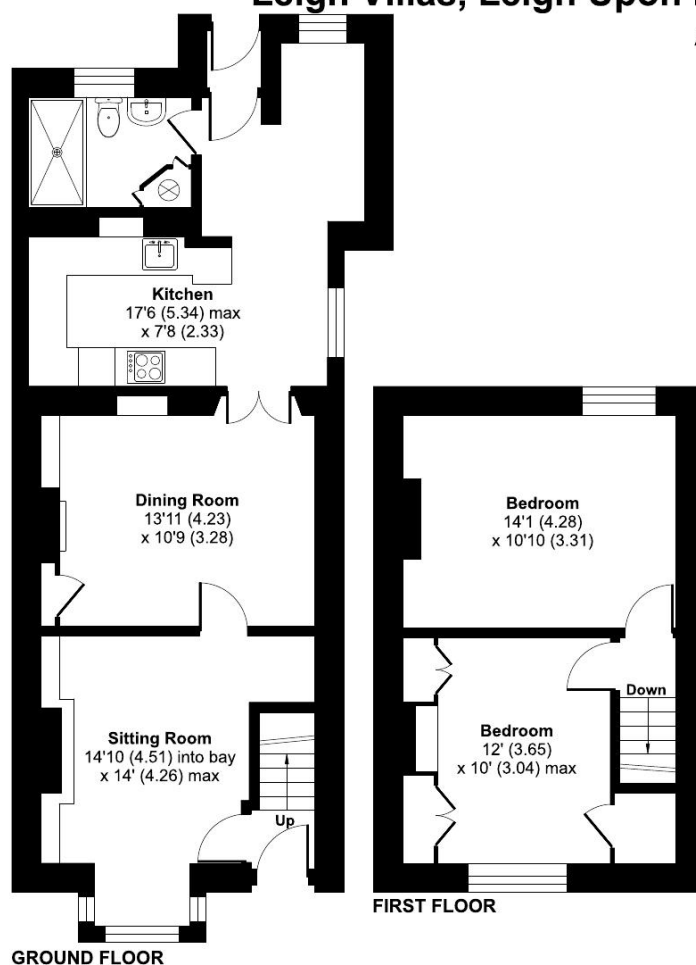 Leigh Villas, Leigh Upon
Kitchen
17'6 (5.34) max
x 7'8 (2.33)
Dining Room
13'11 (4.23)
x 10'9 (3.28)
Sitting Room
14'10 (4.51) into bay
x 14' (4.26) max
Up
GROUND FLOOR
Bedroom
14'1 (4.28)
x 10'10 (3.31)
Down
Bedroom
12' (3.65)
x 10' (3.04) max
FIRST FLOOR